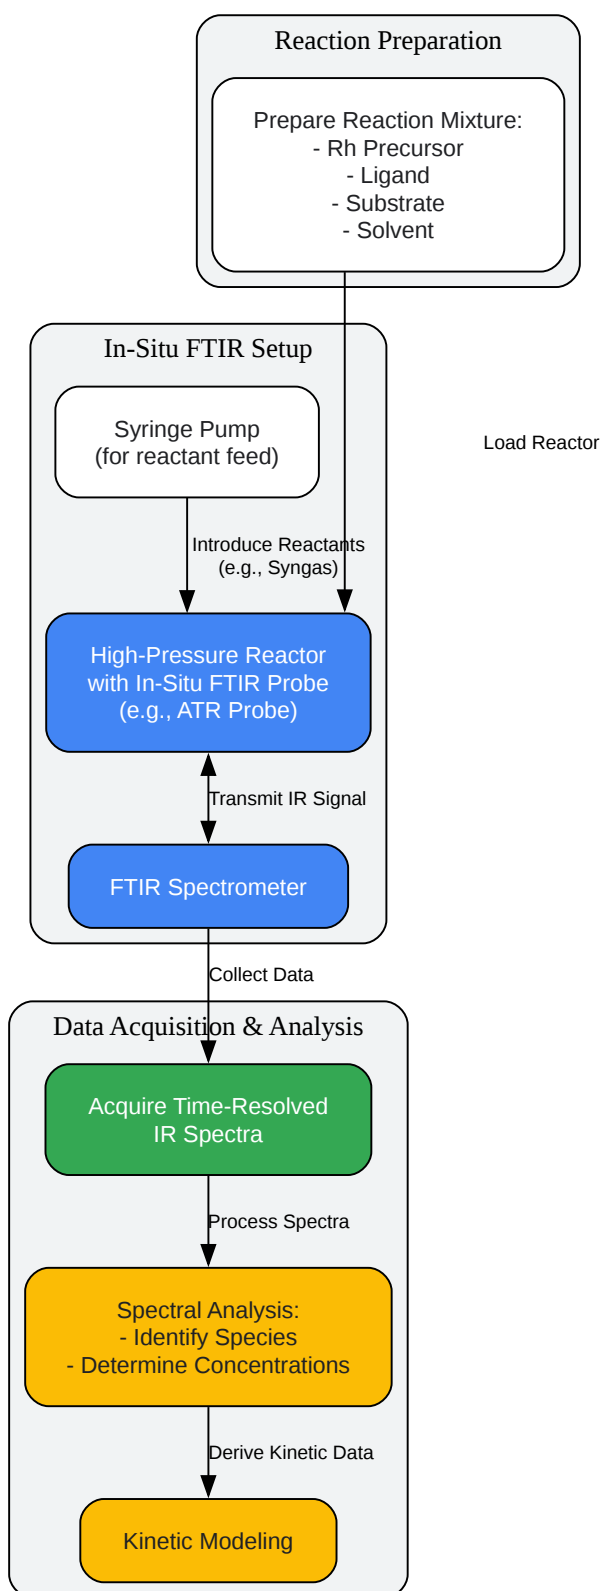 Reaction Preparation
Prepare Reaction Mixture:
- Rh Precursor
- Ligand
- Substrate
- Solvent
In-Situ FTIR Setup
Syringe Pump
(for reactant feed)
Load Reactor
Introduce Reactants
(e.g., Syngas)
High-Pressure Reactor
with In-Situ FTIR Probe
(e.g., ATR Probe)
Transmit IR Signal
FTIR Spectrometer
Collect Data
Data Acquisition & Analysis
Acquire Time-Resolved
IR Spectra
Process Spectra
Spectral Analysis:
- Identify Species
- Determine Concentrations
Derive Kinetic Data
Kinetic Modeling